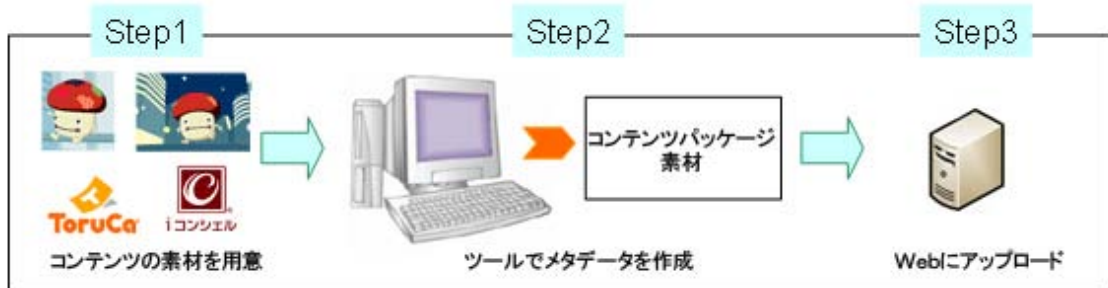 Step1
Step2
Step3
コンテンツパッケージ
素材
ToruCa
iコンシェル
コンテンツの素材を用意
ツールでメタデータを作成
Webにアップロード